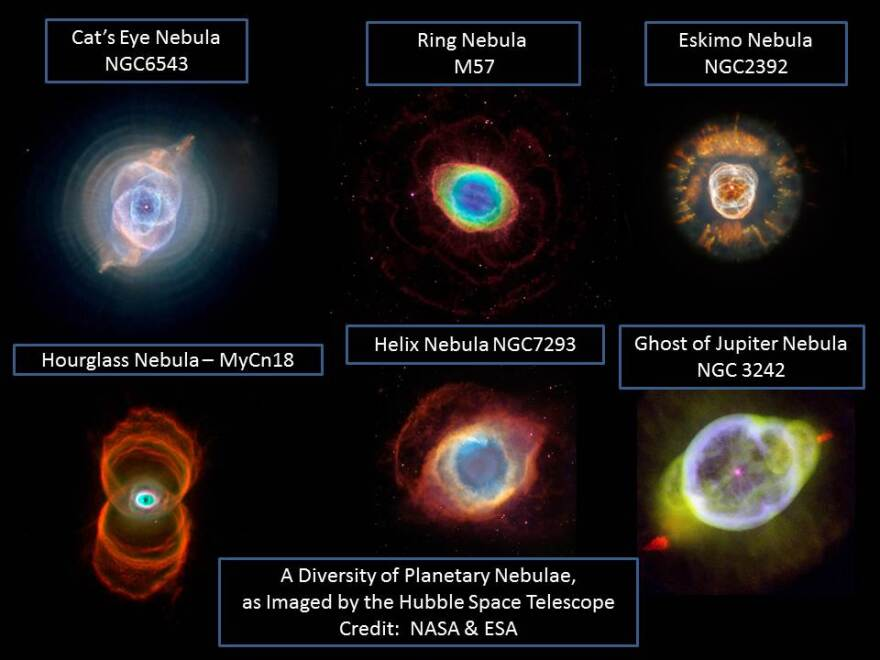 Cat’s Eye Nebula
NGC6543
Ring Nebula
M57
Eskimo Nebula
NGC2392
Hourglass Nebula – MyCn18
Helix Nebula NGC7293
Ghost of Jupiter Nebula
NGC 3242
A Diversity of Planetary Nebulae,
as Imaged by the Hubble Space Telescope
Credit: NASA & ESA